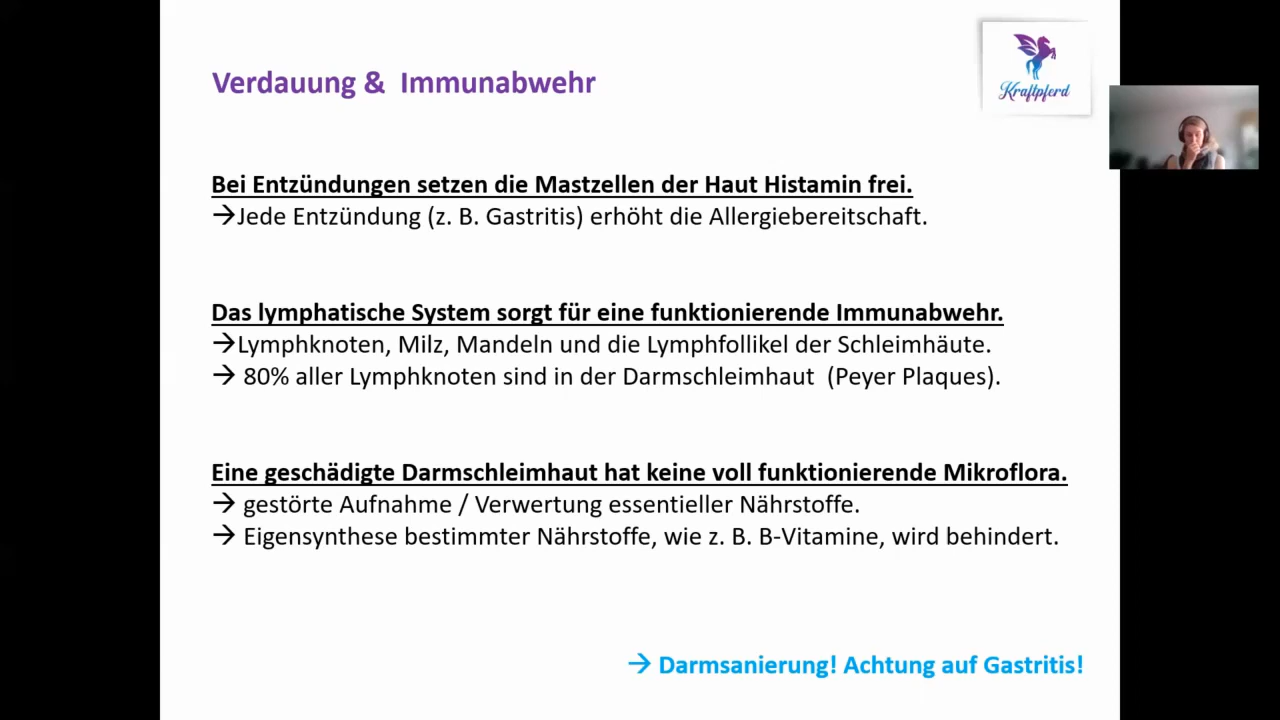 Verdauung & Immunabwehr
Kraftpferd
Bei Entzündungen setzen die Mastzellen der Haut Histamin frei.
→Jede Entzündung (z. B. Gastritis) erhöht die Allergiebereitschaft.
Das lymphatische System sorgt für eine funktionierende Immunabwehr.
→Lymphknoten, Milz, Mandeln und die Lymphfollikel der Schleimhäute.
→ 80% aller Lymphknoten sind in der Darmschleimhaut (Peyer Plaques).
Eine geschädigte Darmschleimhaut hat keine voll funktionierende Mikroflora.
→ gestörte Aufnahme / Verwertung essentieller Nährstoffe.
→ Eigensynthese bestimmter Nährstoffe, wie z. B. B-Vitamine, wird behindert.
→ Darmsanierung! Achtung auf Gastritis!